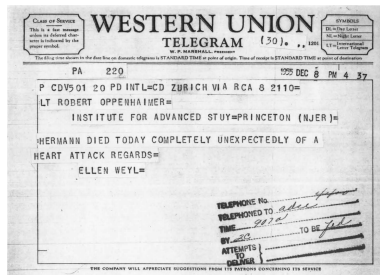 CLASS OF SERVICE
This is a fast message unless its deferred character is indicated by the proper symbol.
WESTERN UNION
TELEGRAM
W. P. MARSHALL, PRESIDENT
(30).
1201
SYMBOLS
DL=Day Letter
NL=Night Letter
LT=International Letter Telegram
The filing time shown in the date line on domestic telegrams is STANDARD TIME at point of origin. Time of receipt is STANDARD TIME at point of destination
PA 220
1955 DEC 8 PM 4 37
P CDV501 20 PD INTL=CD ZURICH VIA RCA 8 2110=
LT ROBERT OPPENHEIMER=
INSTITUTE FOR ADVANCED STUY=PRINCETON (NJER)=
HERMANN DIED TODAY COMPLETELY UNEXPECTEDLY OF A
HEART ATTACK REGARDS=
ELLEN WEYL=
TELEPHONE No.
TELEPHONED TO
TIME
BY TO BE
ATTEMPTS
TO
DELIVER
THE COMPANY WILL APPRECIATE SUGGESTIONS FROM ITS PATRONS CONCERNING ITS SERVICE